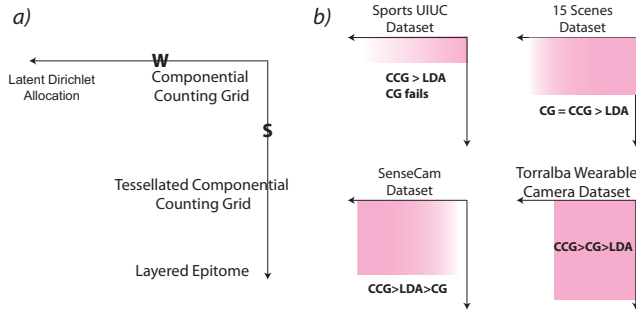 a)
W
Latent Dirichlet
Allocation
Componential
Counting Grid
S
Tessellated Componential
Counting Grid
Layered Epitome
b)
Sports UIUC
Dataset
CCG > LDA
CG fails
15 Scenes
Dataset
CG = CCG > LDA
SenseCam
Dataset
CCG>LDA>CG
Torralba Wearable
Camera Dataset
CCG>CG>LDA